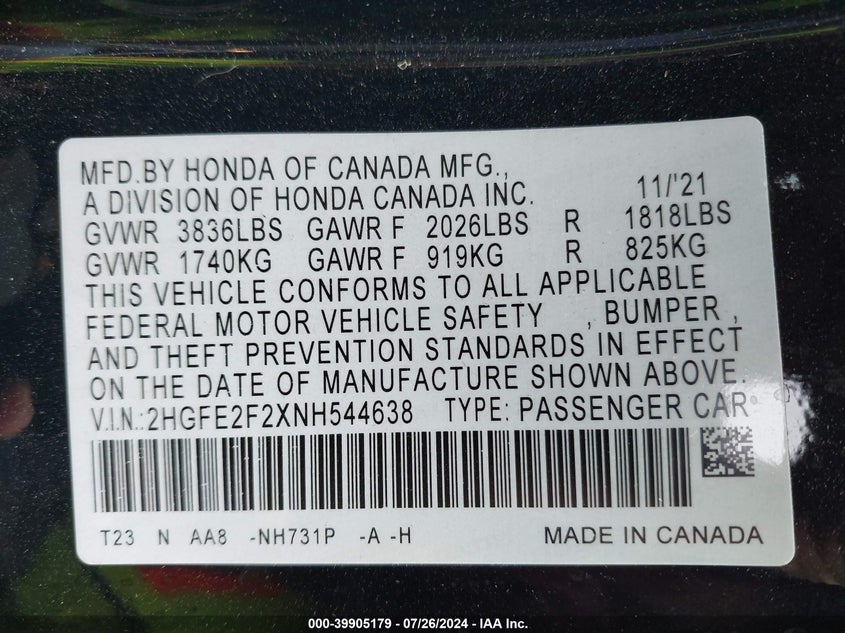 MFD.BY HONDA OF CANADA MFG.,
A DIVISION OF HONDA CANADA INC. 11/'21
GVWR 3836LBS GAWR F 2026LBS R 1818LBS
GVWR 1740KG GAWR F 919KG R 825KG
THIS VEHICLE CONFORMS TO ALL APPLICABLE
FEDERAL MOTOR VEHICLE SAFETY , BUMPER ,
AND THEFT PREVENTION STANDARDS IN EFFECT
ON THE DATE OF MANUFACTURE SHOWN ABOVE.
V.I.N.:2HGFE2F2XNH544638 TYPE: PASSENGER CAR
T23 N AA8 -NH731P -A -H MADE IN CANADA
000-39905179 - 07/26/2024 - IAA Inc.